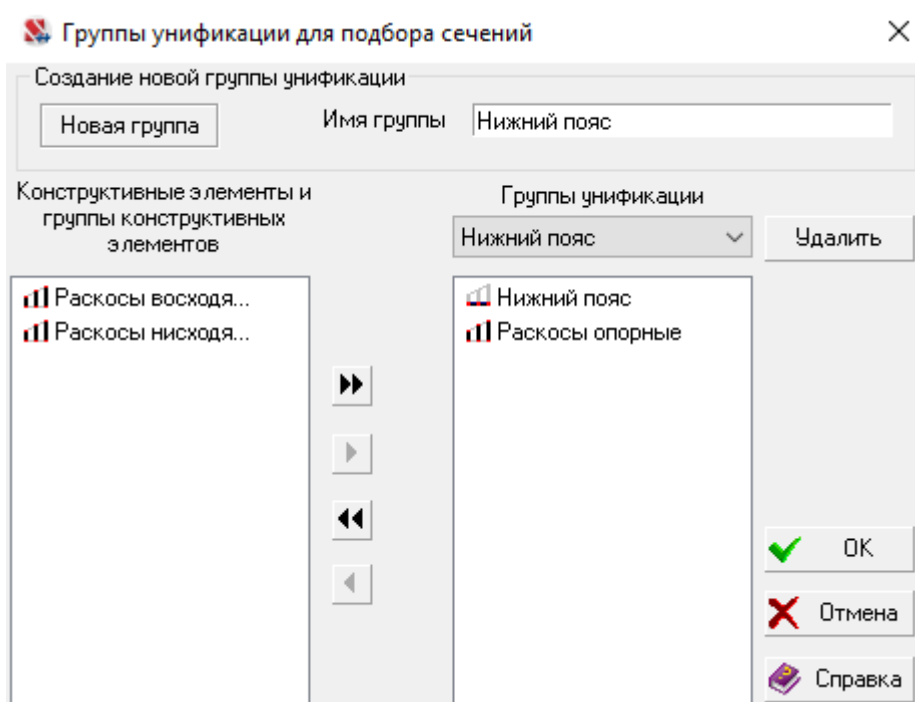 Группы унификации для подбора сечений
Создание новой группы унификации
Новая группа
Имя группы
Нижний пояс
Конструктивные элементы и
группы конструктивных
элементов
Группы унификации
Нижний пояс
Удалить
Раскосы восходя...
Раскосы нисходя...
Нижний пояс
Раскосы опорные
OK
Отмена
Справка